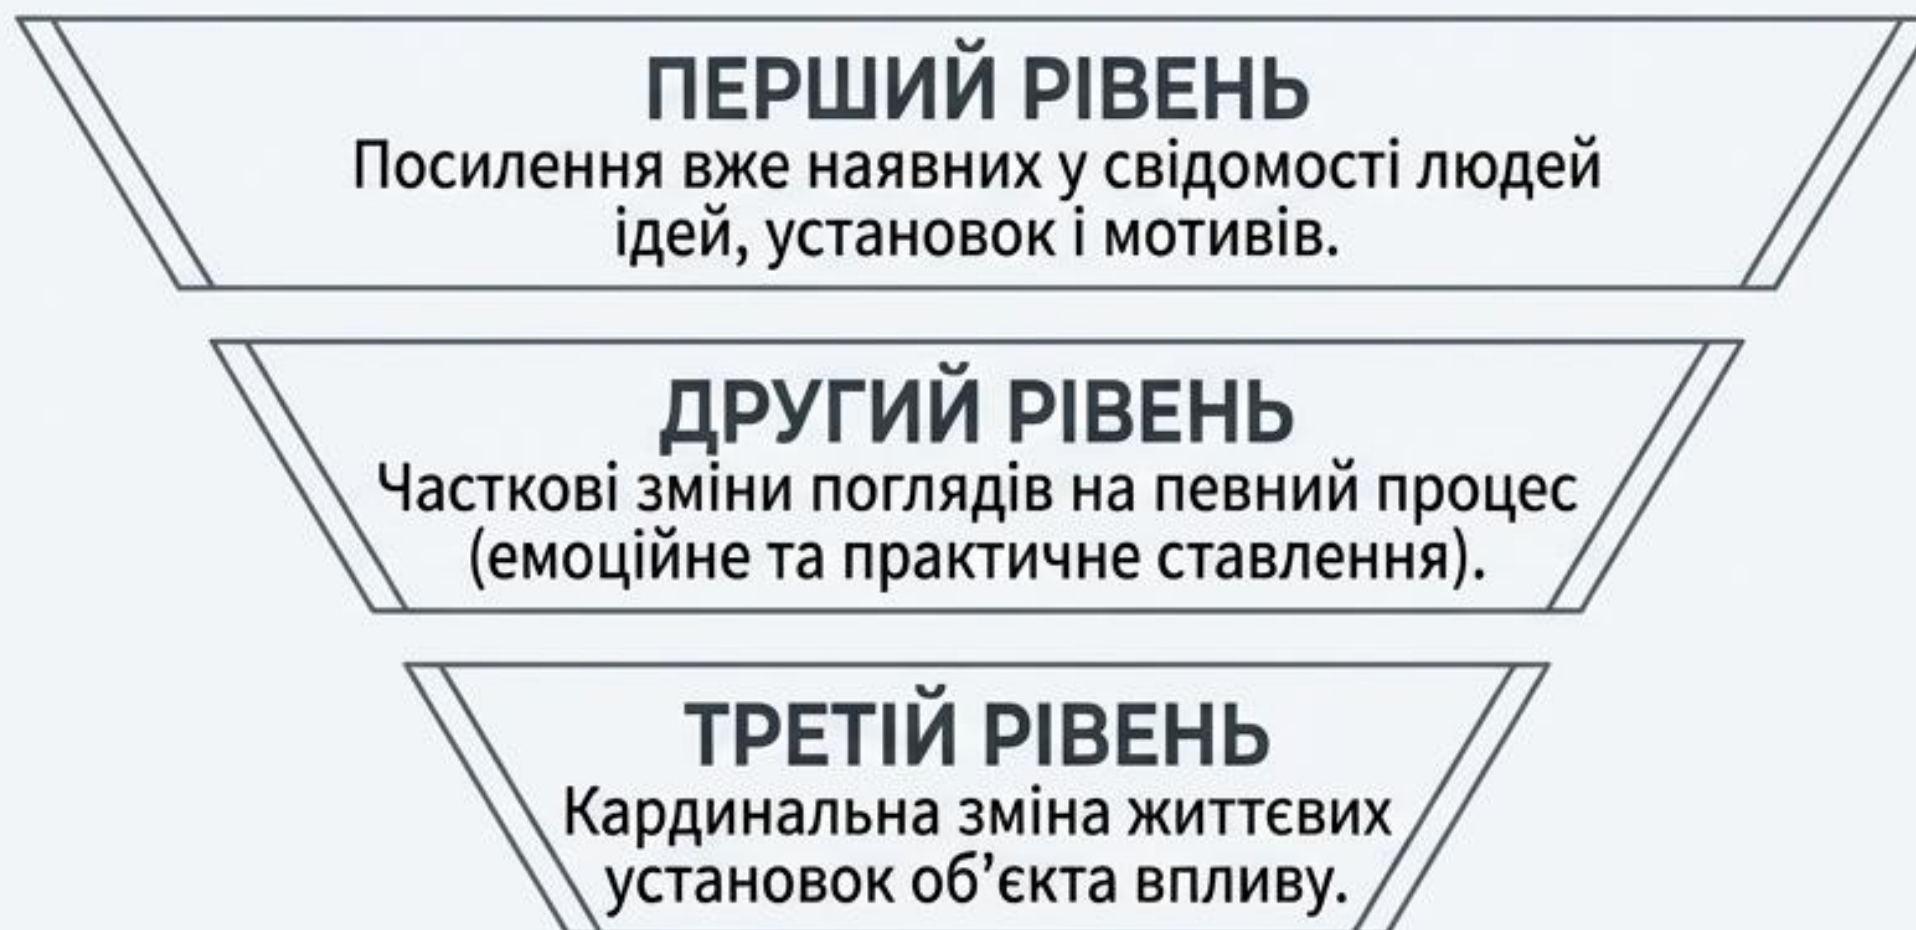 ПЕРШИЙ РІВЕНЬ
Посилення вже наявних у свідомості людей
ідей, установок і мотивів.
ДРУГИЙ РІВЕНЬ
Часткові зміни поглядів на певний процес
(емоційне та практичне ставлення).
ТРЕТІЙ РІВЕНЬ
Кардинальна зміна життєвих
установок об’єкта впливу.